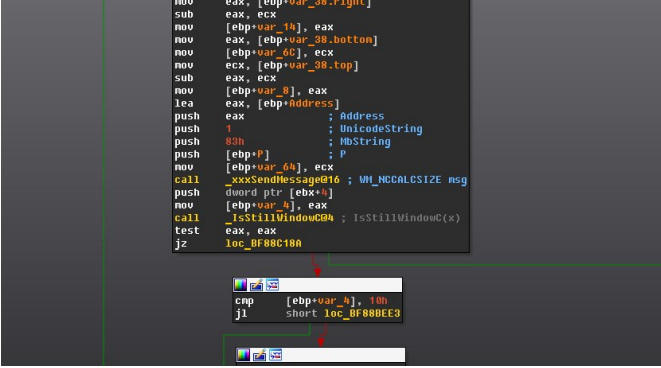 mov eax, [ebp+var_38.right]
sub eax, ecx
mov [ebp+var_14], eax
mov eax, [ebp+var_38.bottom]
mov [ebp+var_6C], ecx
mov ecx, [ebp+var_38.top]
sub eax, ecx
mov [ebp+var_8], eax
lea eax, [ebp+Address]
push eax ; Address
push 1 ; UnicodeString
push 83h ; MbString
push [ebp+P] ; P
mov [ebp+var_64], ecx
call _xxxSendMessage@16 ; WM_NCCALCSIZE msg
push dword ptr [ebx+4]
mov [ebp+var_4], eax
call _IsStillWindowC@4 ; IsStillWindowC(x)
test eax, eax
jz loc_BF88C18A
cmp [ebp+var_4], 10h
jl short loc_BF88BEE3